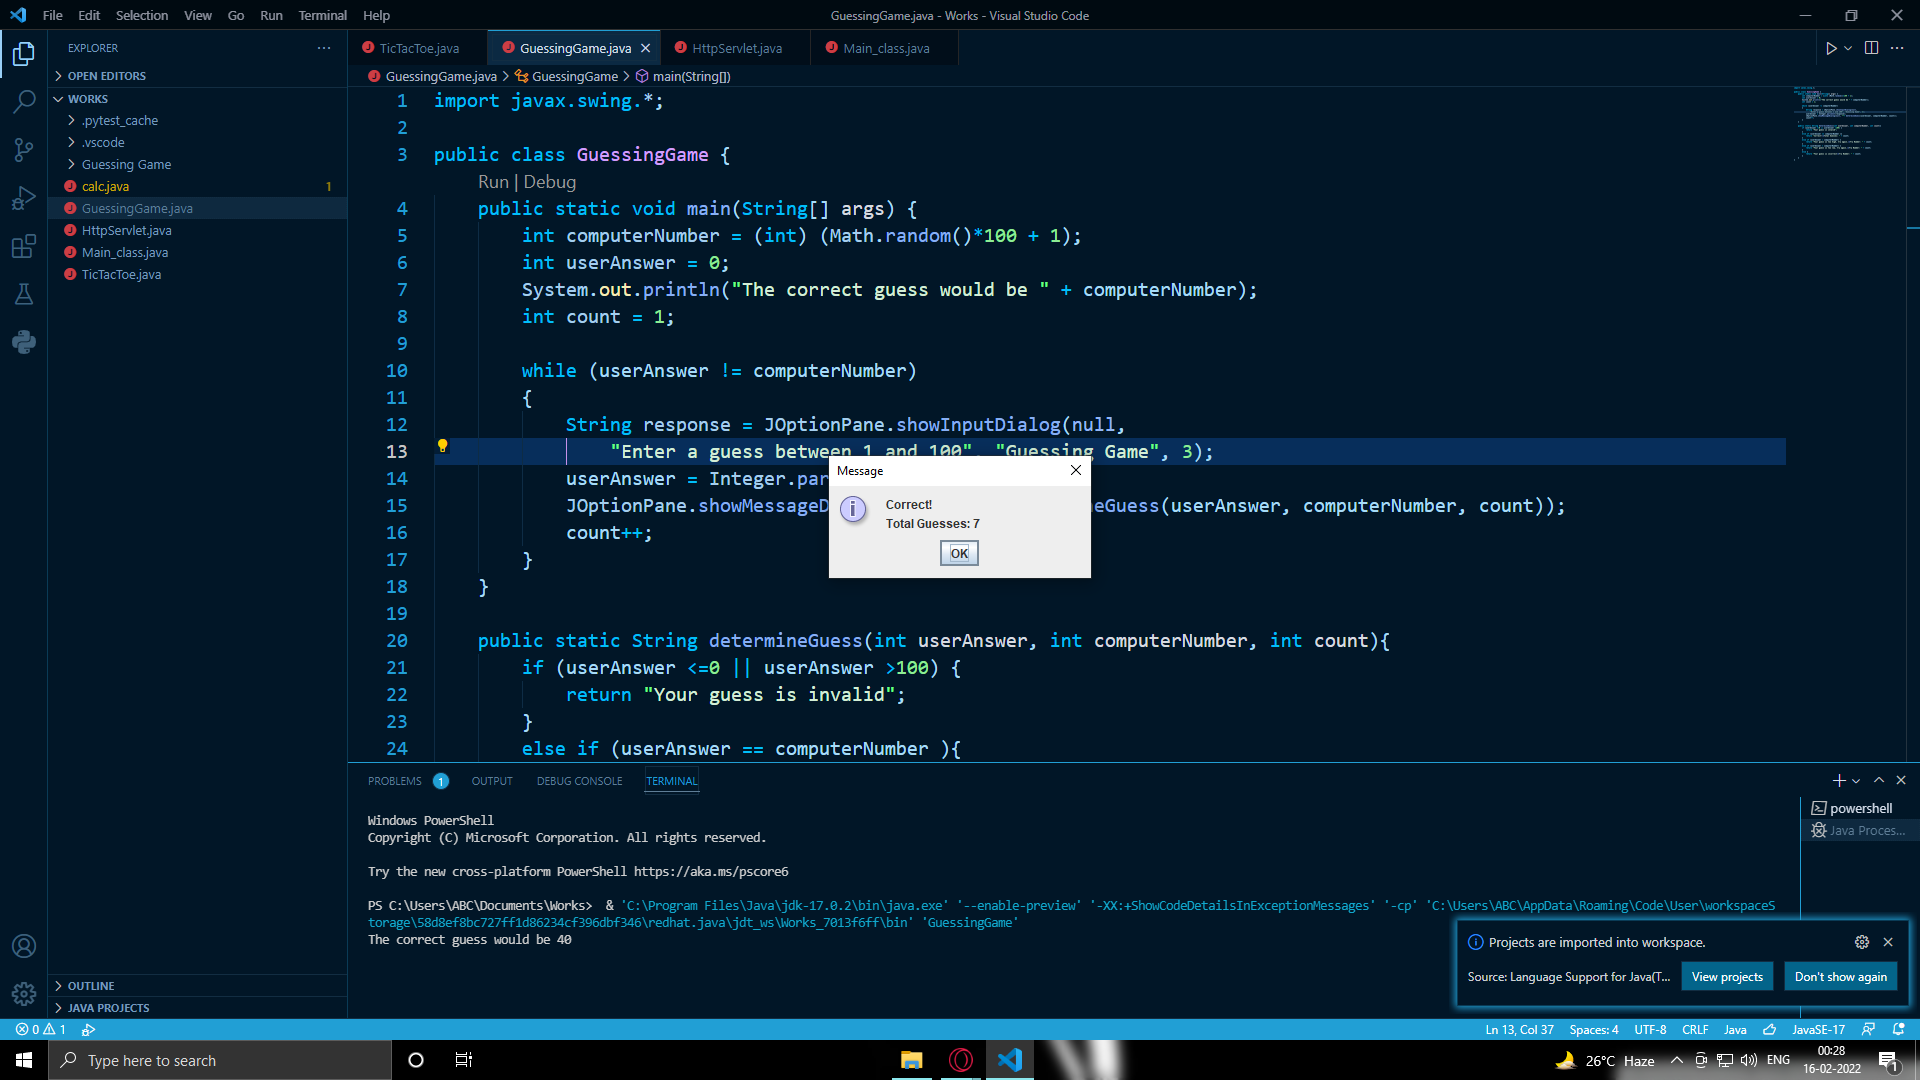 File Edit Selection View Go Run Terminal Help
GuessingGame.java - Works - Visual Studio Code
EXPLORER
OPEN EDITORS
WORKS
.pytest_cache
.vscode
Guessing Game
calc.java 1
GuessingGame.java
HttpServlet.java
Main_class.java
TicTacToe.java
OUTLINE
JAVA PROJECTS
TicTacToe.java GuessingGame.java HttpServlet.java Main_class.java
GuessingGame.java > GuessingGame > main(String[])
1 import javax.swing.*;
2
3 public class GuessingGame {
Run | Debug
4 public static void main(String[] args) {
5 int computerNumber = (int) (Math.random()*100 + 1);
6 int userAnswer = 0;
7 System.out.println("The correct guess would be " + computerNumber);
8 int count = 1;
9
10 while (userAnswer != computerNumber)
11 {
12 String response = JOptionPane.showInputDialog(null,
13 "Enter a guess between 1 and 100", "Guessing Game", 3);
14 userAnswer = Integer.par
15 JOptionPane.showMessageD eGuess(userAnswer, computerNumber, count));
16 count++;
17 }
18 }
19
20 public static String determineGuess(int userAnswer, int computerNumber, int count){
21 if (userAnswer <=0 || userAnswer >100) {
22 return "Your guess is invalid";
23 }
24 else if (userAnswer == computerNumber ){
Message
Correct!
Total Guesses: 7
OK
PROBLEMS 1 OUTPUT DEBUG CONSOLE TERMINAL
Windows PowerShell
Copyright (C) Microsoft Corporation. All rights reserved.
Try the new cross-platform PowerShell https://aka.ms/pscore6
PS C:\Users\ABC\Documents\Works> & 'C:\Program Files\Java\jdk-17.0.2\bin\java.exe' '--enable-preview' '-XX:+ShowCodeDetailsInExceptionMessages' '-cp' 'C:\Users\ABC\AppData\Roaming\Code\User\workspaceS
torage\58d8ef8bc727ff1d86234cf396dbf346\redhat.java\jdt_ws\Works_7013f6ff\bin' 'GuessingGame'
The correct guess would be 40
powershell
Java Proces...
Projects are imported into workspace.
Source: Language Support for Java(T... View projects Don't show again
0 1
Ln 13, Col 37 Spaces: 4 UTF-8 CRLF Java JavaSE-17
Type here to search
26°C Haze ENG
00:28
16-02-2022
1